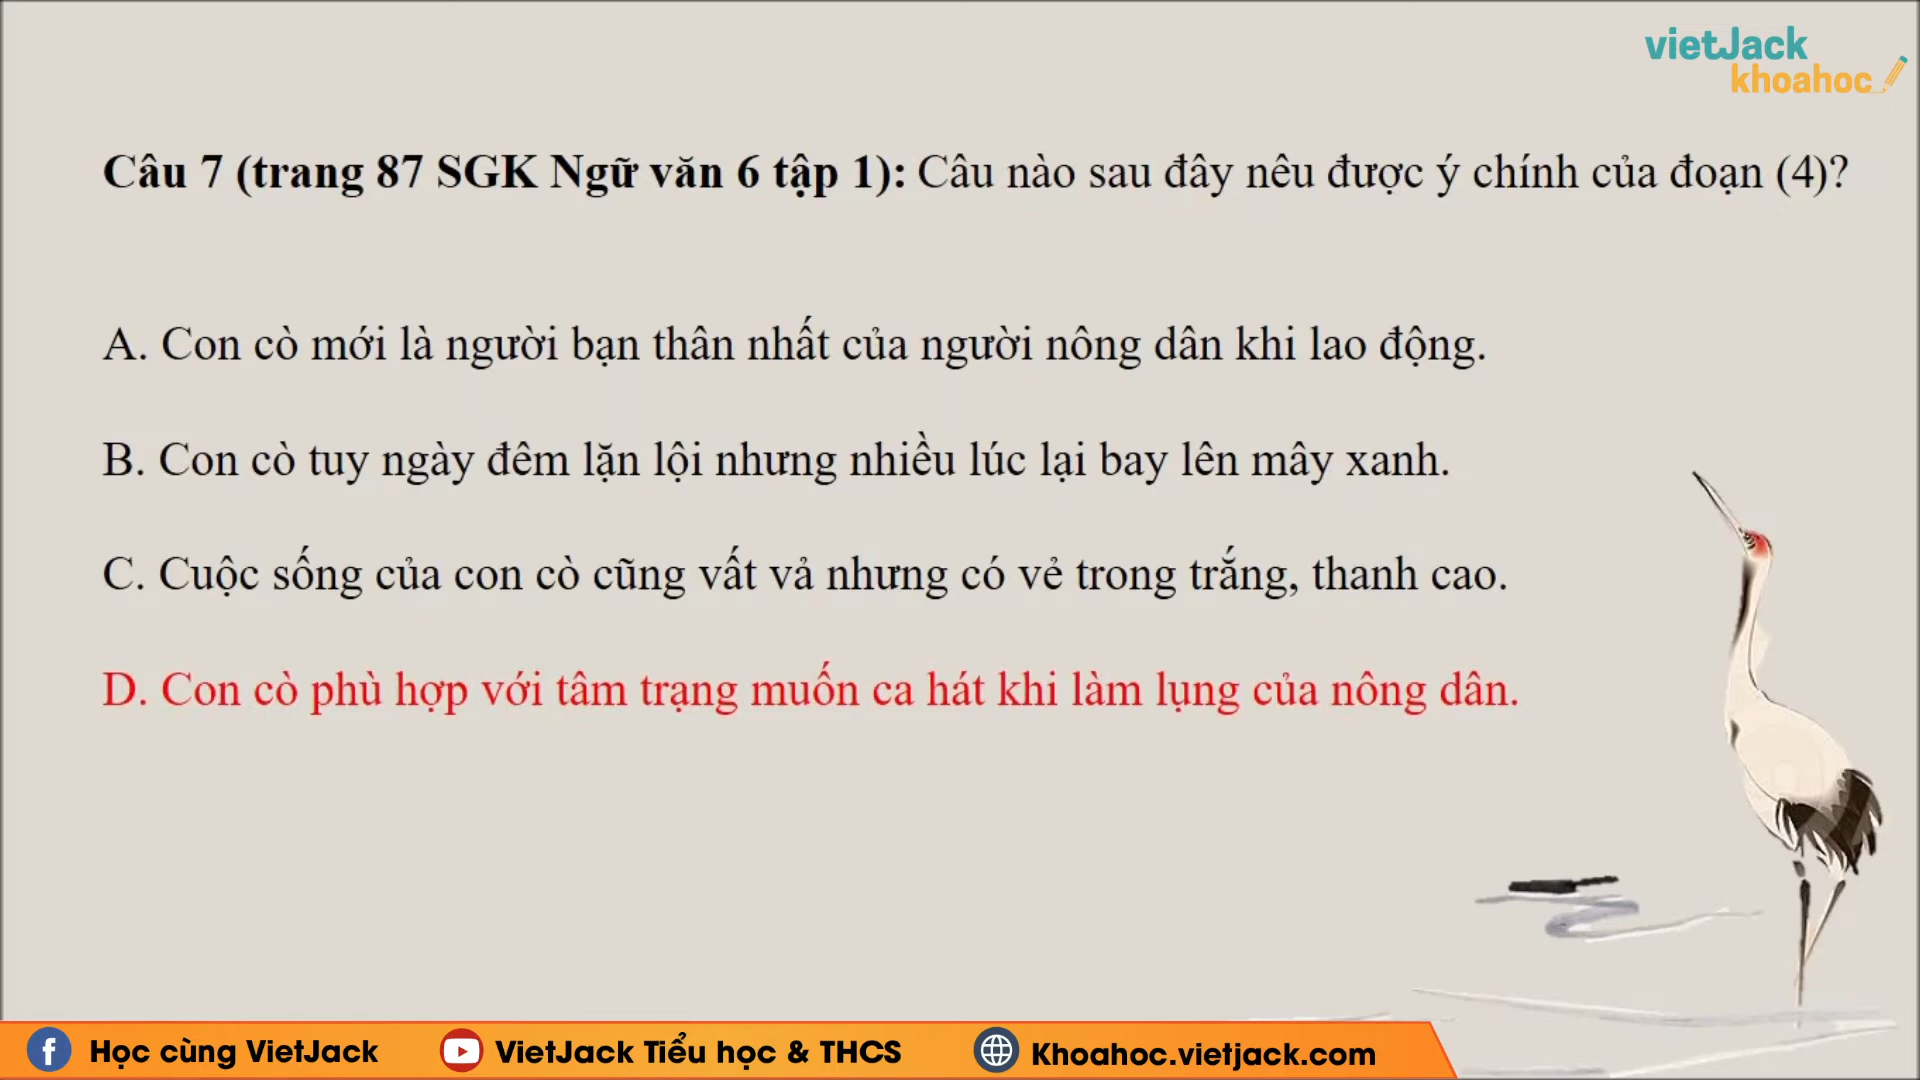 vietJack
khoahoc
Câu 7 (trang 87 SGK Ngữ văn 6 tập 1): Câu nào sau đây nêu được ý chính của đoạn (4)?
A. Con cò mới là người bạn thân nhất của người nông dân khi lao động.
B. Con cò tuy ngày đêm lặn lội nhưng nhiều lúc lại bay lên mây xanh.
C. Cuộc sống của con cò cũng vất vả nhưng có vẻ trong trắng, thanh cao.
D. Con cò phù hợp với tâm trạng muốn ca hát khi làm lụng của nông dân.
Học cùng VietJack VietJack Tiểu học & THCS Khoahoc.vietjack.com